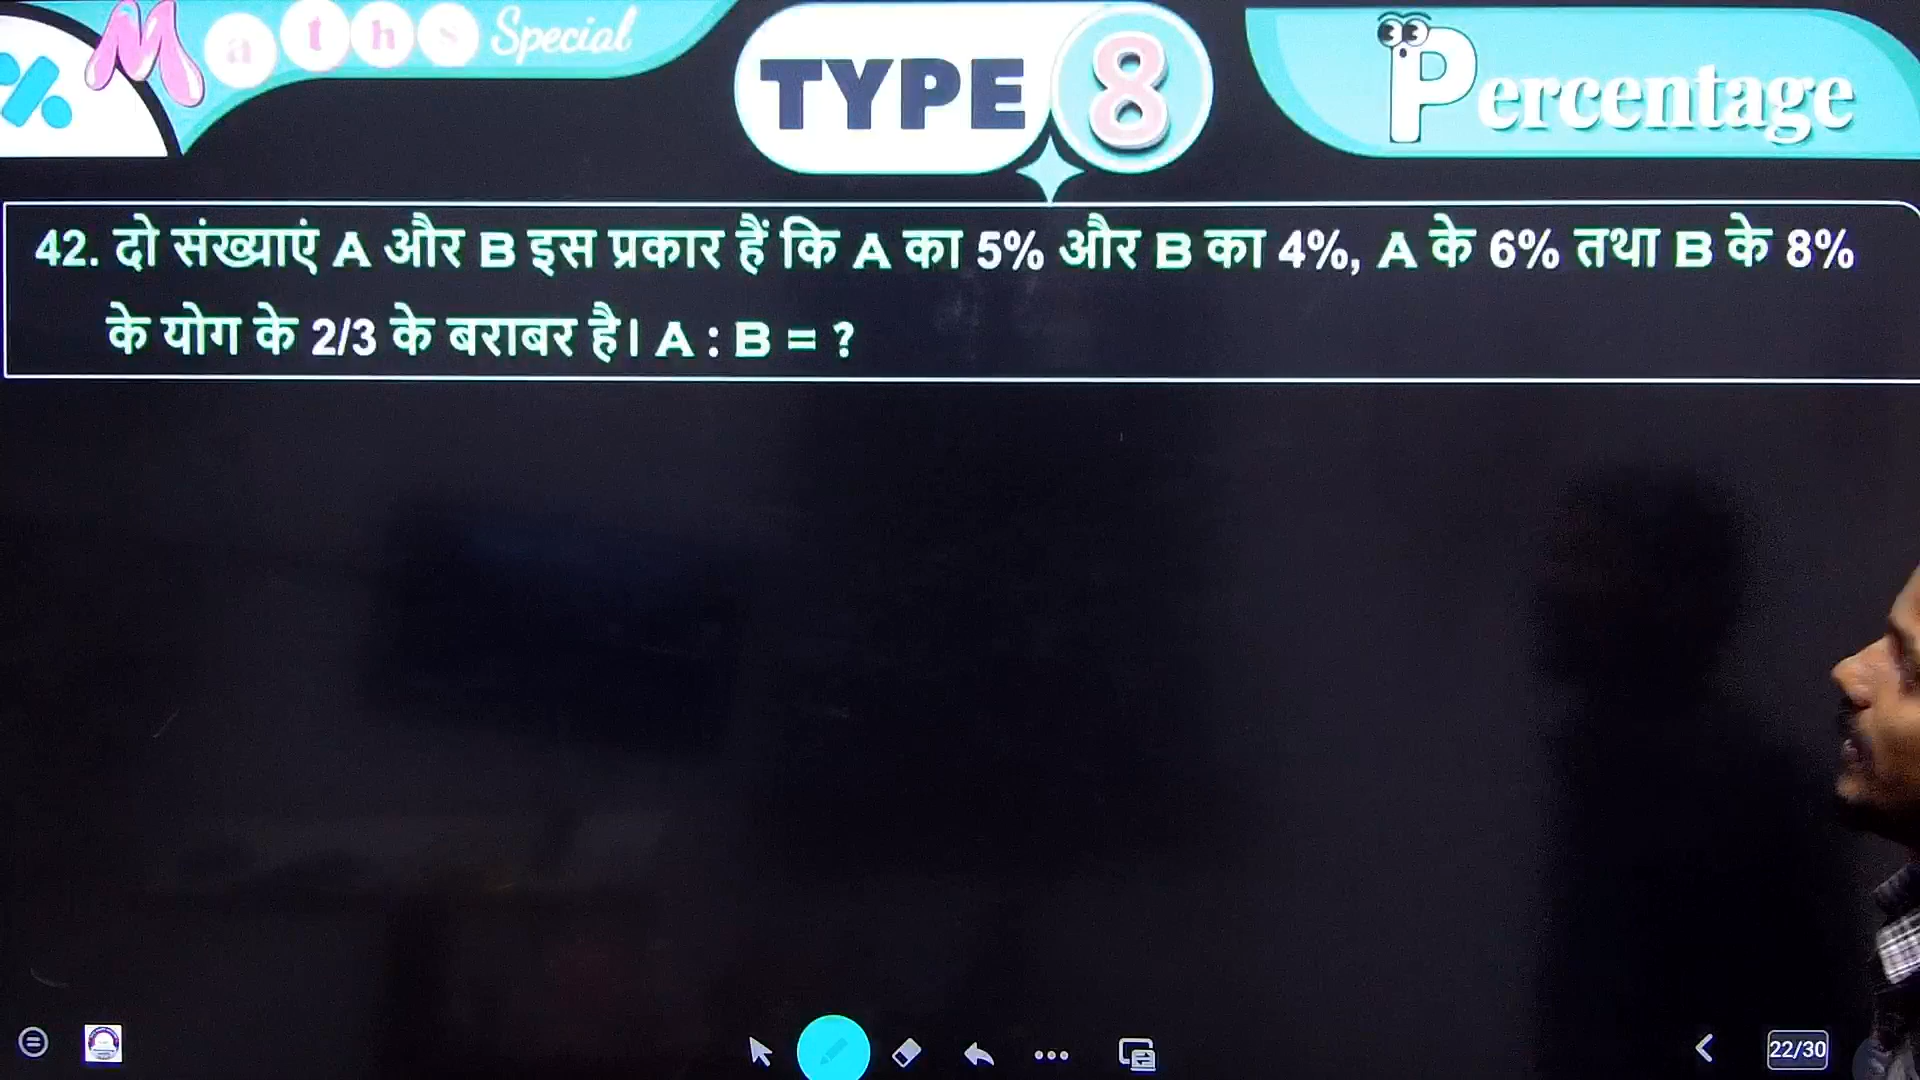 %
Maths Special
TYPE 8
Percentage
42. दो संख्याएं A और B इस प्रकार हैं कि A का 5% और B का 4%, A के 6% तथा B के 8%
के योग के 2/3 के बराबर है। A : B = ?
22/30